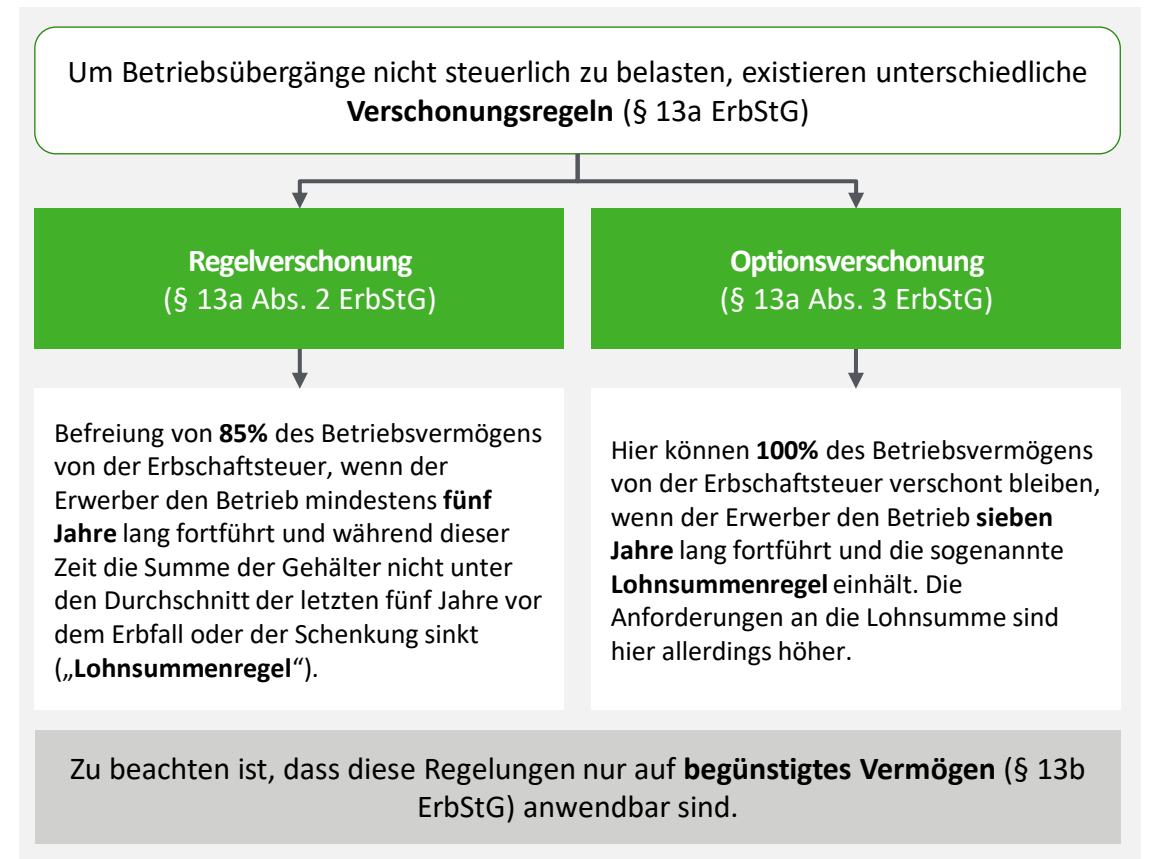 Um Betriebsübergänge nicht steuerlich zu belasten, existieren unterschiedliche
Verschonungsregeln (§ 13a ErbStG)
Regelverschonung
(§ 13a Abs. 2 ErbStG)
Optionsverschonung
(§ 13a Abs. 3 ErbStG)
Befreiung von 85% des Betriebsvermögens
von der Erbschaftsteuer, wenn der
Erwerber den Betrieb mindestens fünf
Jahre lang fortführt und während dieser
Zeit die Summe der Gehälter nicht unter
den Durchschnitt der letzten fünf Jahre vor
dem Erbfall oder der Schenkung sinkt
(„Lohnsummenregel“).
Hier können 100% des Betriebsvermögens
von der Erbschaftsteuer verschont bleiben,
wenn der Erwerber den Betrieb sieben
Jahre lang fortführt und die sogenannte
Lohnsummenregel einhält. Die
Anforderungen an die Lohnsumme sind
hier allerdings höher.
Zu beachten ist, dass diese Regelungen nur auf begünstigtes Vermögen (§ 13b
ErbStG) anwendbar sind.